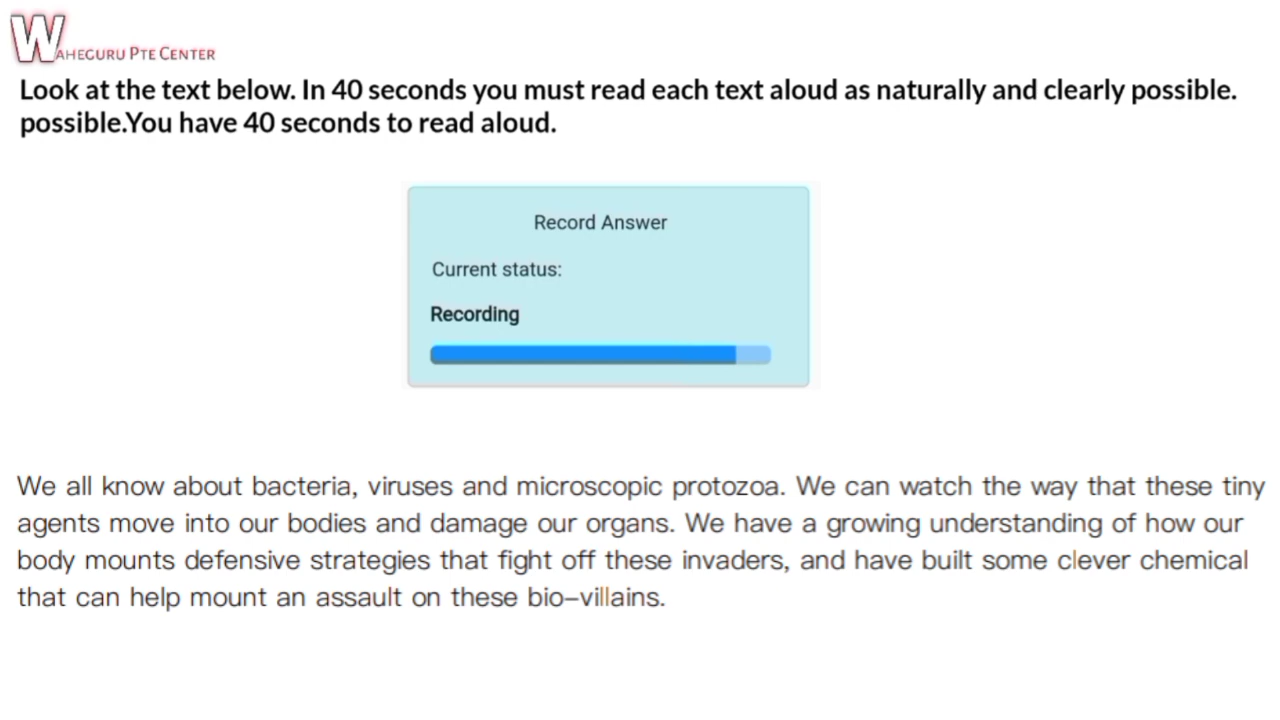 WAHEGURU PTE CENTER
Look at the text below. In 40 seconds you must read each text aloud as naturally and clearly possible.
possible.You have 40 seconds to read aloud.
Record Answer
Current status:
Recording
We all know about bacteria, viruses and microscopic protozoa. We can watch the way that these tiny
agents move into our bodies and damage our organs. We have a growing understanding of how our
body mounts defensive strategies that fight off these invaders, and have built some clever chemical
that can help mount an assault on these bio–villains.